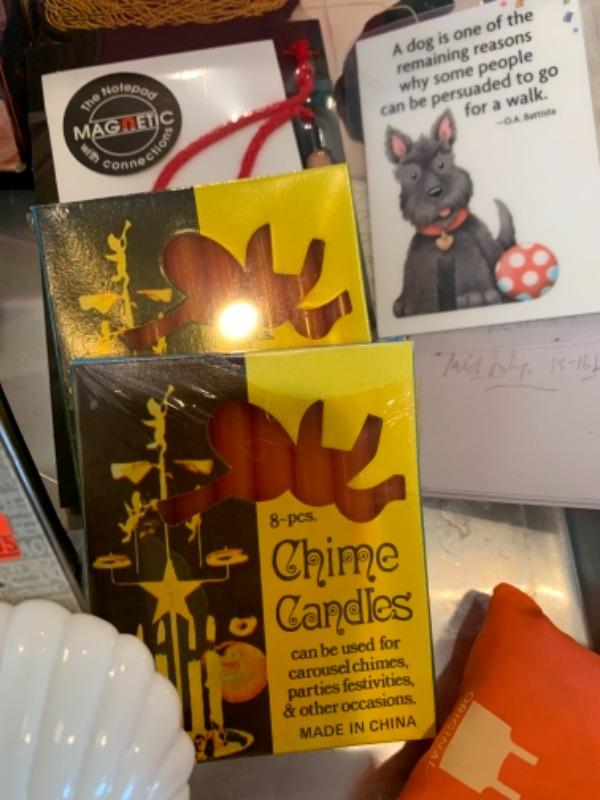 The Notepad
MAGNETIC
with connections
A dog is one of the
remaining reasons
why some people
can be persuaded to go
for a walk.
—O.A. Battista
8-pcs.
Chime
Candles
can be used for
carousel chimes,
parties festivities,
& other occasions.
MADE IN CHINA
ORIGINAL